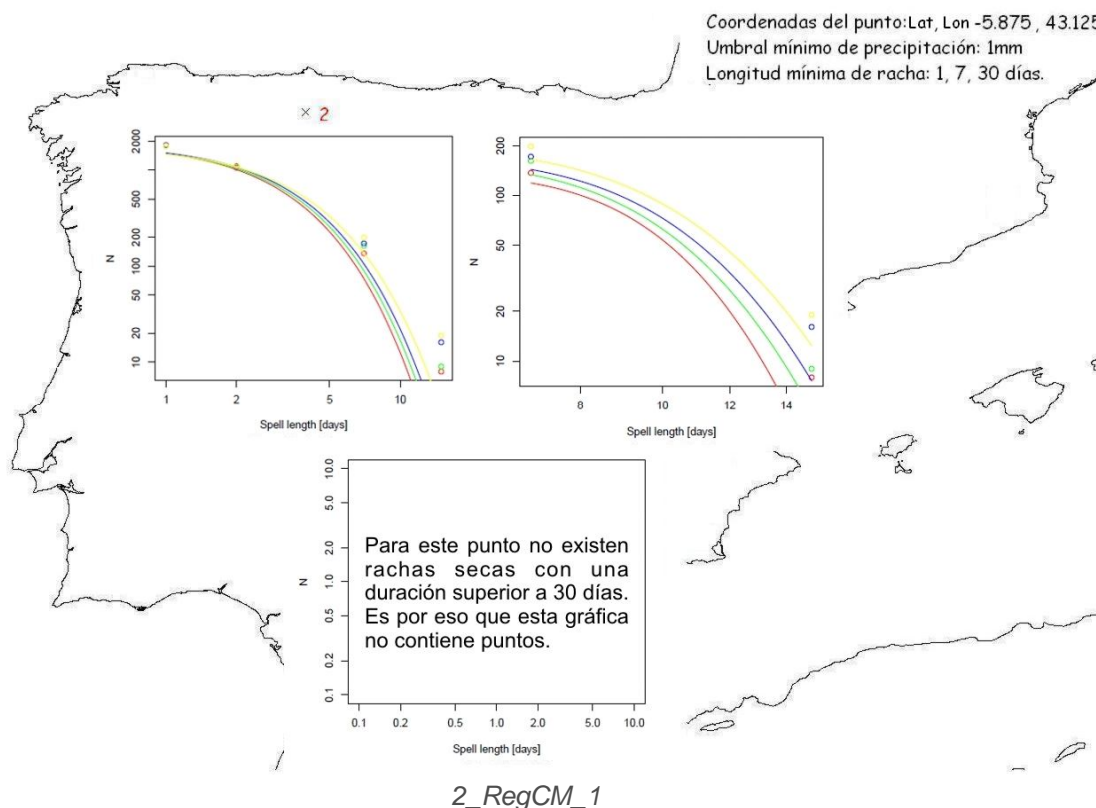 Coordenadas del punto:Lat, Lon -5.875 , 43.125
Umbral mínimo de precipitación: 1mm
Longitud mínima de racha: 1, 7, 30 días.
× 2
2000
500
200
100
50
20
10
N
1 2 5 10
Spell length [days]
200
100
50
20
10
N
8 10 12 14
Spell length [days]
10.0
5.0
2.0
1.0
0.5
0.2
0.1
N
Para este punto no existen
rachas secas con una
duración superior a 30 días.
Es por eso que esta gráfica
no contiene puntos.
0.1 0.2 0.5 1.0 2.0 5.0 10.0
Spell length [days]
2_RegCM_1